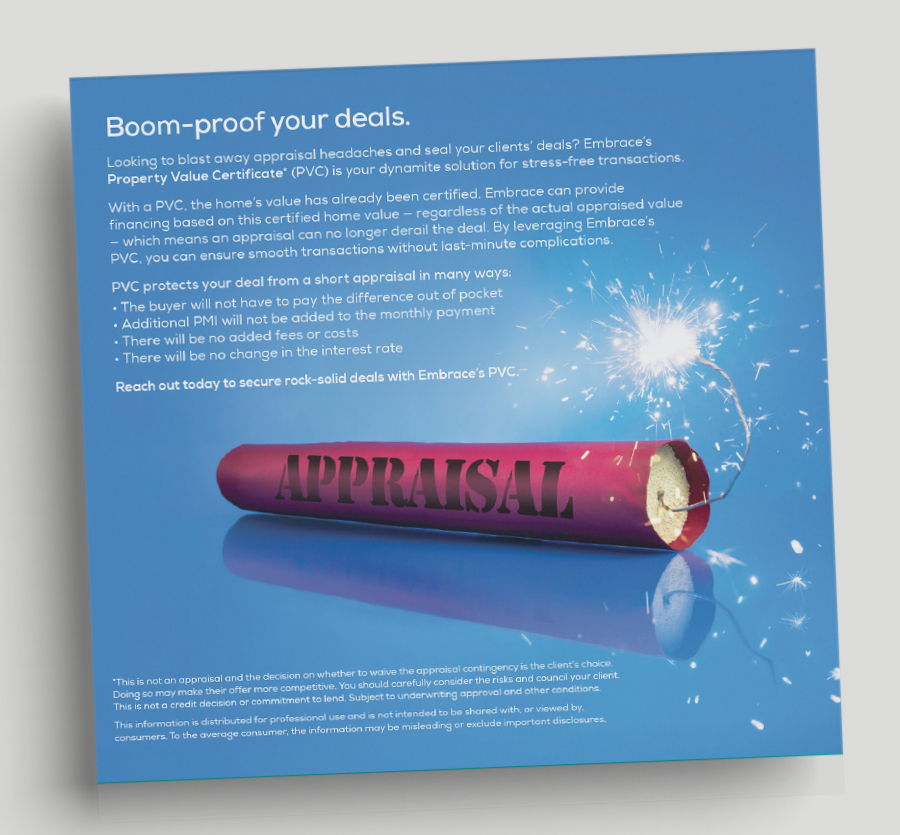 Boom-proof your deals.
Looking to blast away appraisal headaches and seal your clients' deals? Embrace's
Property Value Certificate* (PVC) is your dynamite solution for stress-free transactions.
With a PVC, the home's value has already been certified. Embrace can provide
financing based on this certified home value – regardless of the actual appraised value
– which means an appraisal can no longer derail the deal. By leveraging Embrace's
PVC, you can ensure smooth transactions without last-minute complications.
PVC protects your deal from a short appraisal in many ways:
• The buyer will not have to pay the difference out of pocket
• Additional PMI will not be added to the monthly payment
• There will be no added fees or costs
• There will be no change in the interest rate
Reach out today to secure rock-solid deals with Embrace's PVC.
APPRAISAL
*This is not an appraisal and the decision on whether to waive the appraisal contingency is the client's choice.
Doing so may make their offer more competitive. You should carefully consider the risks and council your client.
This is not a credit decision or commitment to lend. Subject to underwriting approval and other conditions.
This information is distributed for professional use and is not intended to be shared with, or viewed by,
consumers. To the average consumer, the information may be misleading or exclude important disclosures.